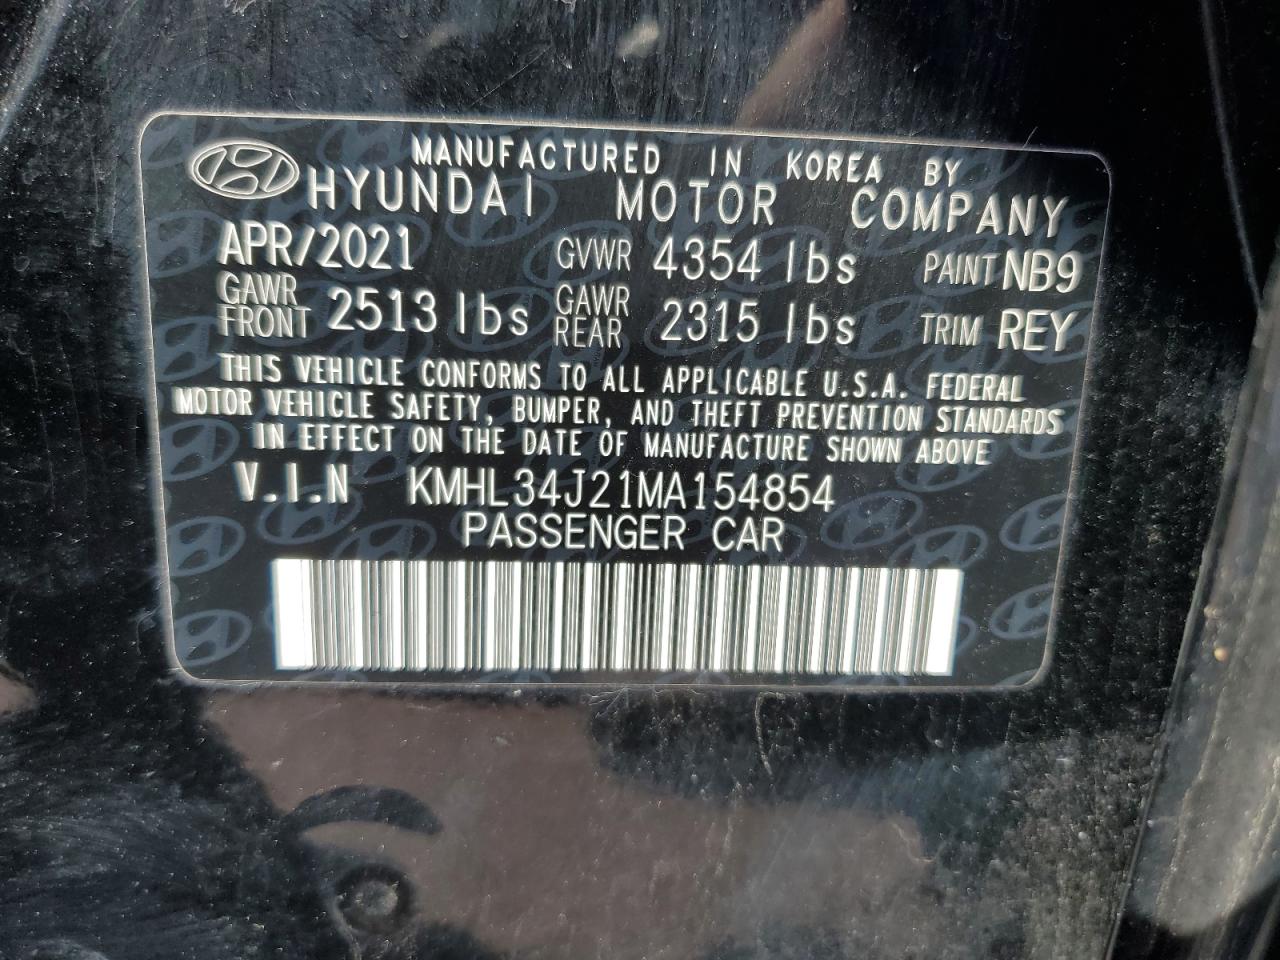 MANUFACTURED IN KOREA BY
HYUNDAI MOTOR COMPANY
APR/2021 GVWR 4354 lbs PAINT NB9
GAWR FRONT 2513 lbs GAWR REAR 2315 lbs TRIM REY
THIS VEHICLE CONFORMS TO ALL APPLICABLE U.S.A. FEDERAL
MOTOR VEHICLE SAFETY, BUMPER, AND THEFT PREVENTION STANDARDS
IN EFFECT ON THE DATE OF MANUFACTURE SHOWN ABOVE
V.I.N KMHL34J21MA154854
PASSENGER CAR